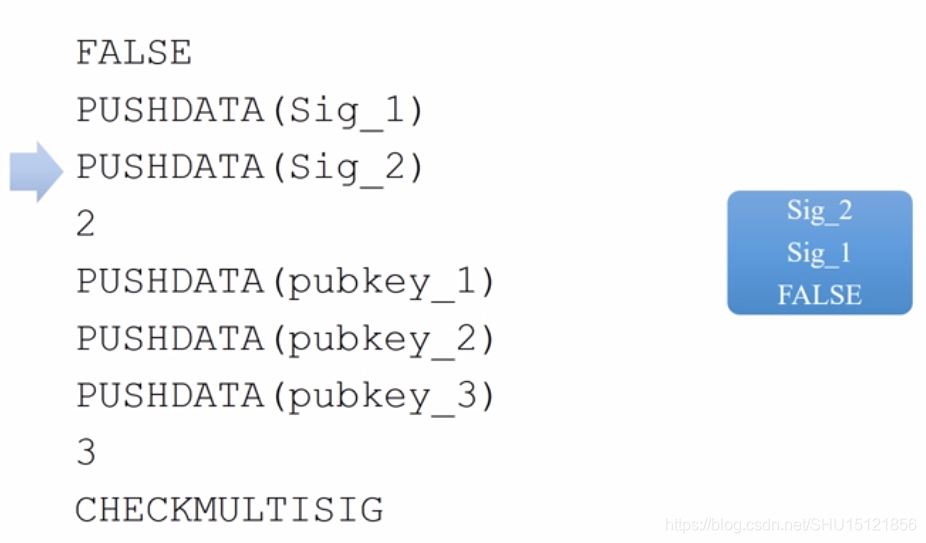 FALSE
PUSHDATA(Sig_1)
PUSHDATA(Sig_2)
2
PUSHDATA(pubkey_1)
PUSHDATA(pubkey_2)
PUSHDATA(pubkey_3)
3
CHECKMULTISIG
Sig_2
Sig_1
FALSE
https://blog.csdn.net/SHU15121856